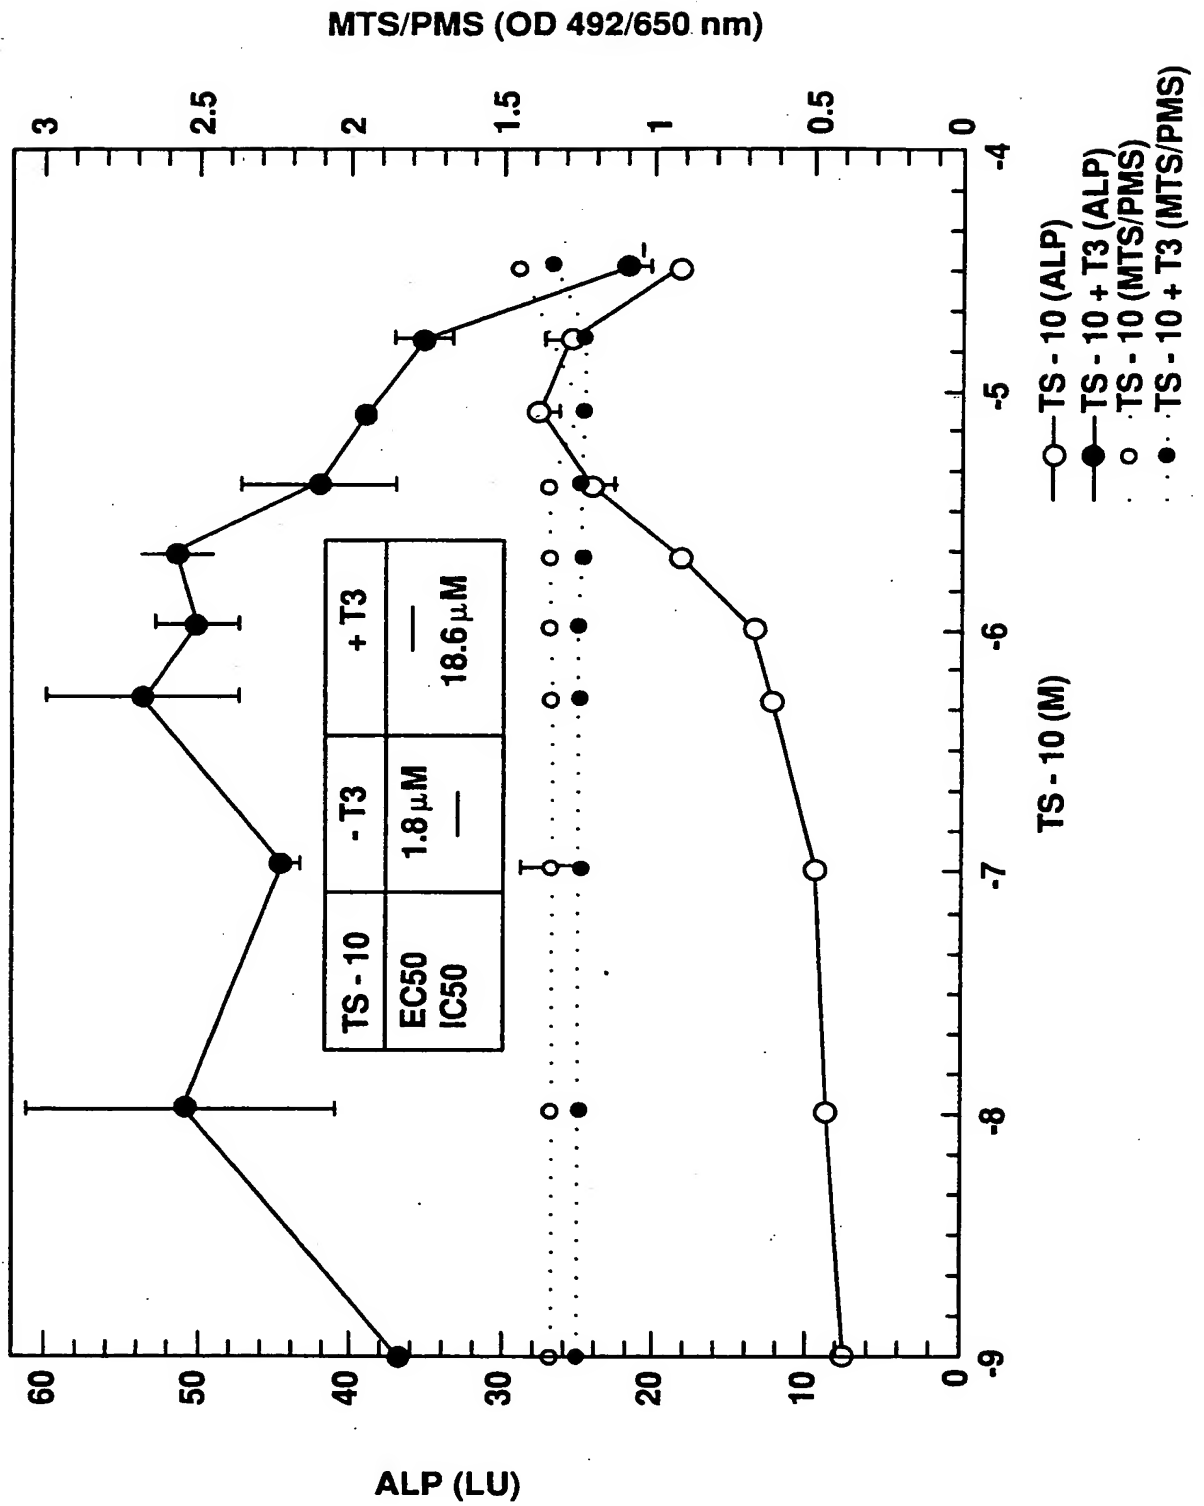 MTS/PMS (OD 492/650 nm)
3
2.5
2
1.5
1
0.5
0
60
50
40
30
20
10
0
ALP (LU)
-9
-8
-7
-6
-5
-4
TS - 10 (M)
TS - 10 - T3 + T3
EC50 1.8 μM —
IC50 — 18.6 μM
TS - 10 (ALP)
TS - 10 + T3 (ALP)
TS - 10 (MTS/PMS)
TS - 10 + T3 (MTS/PMS)